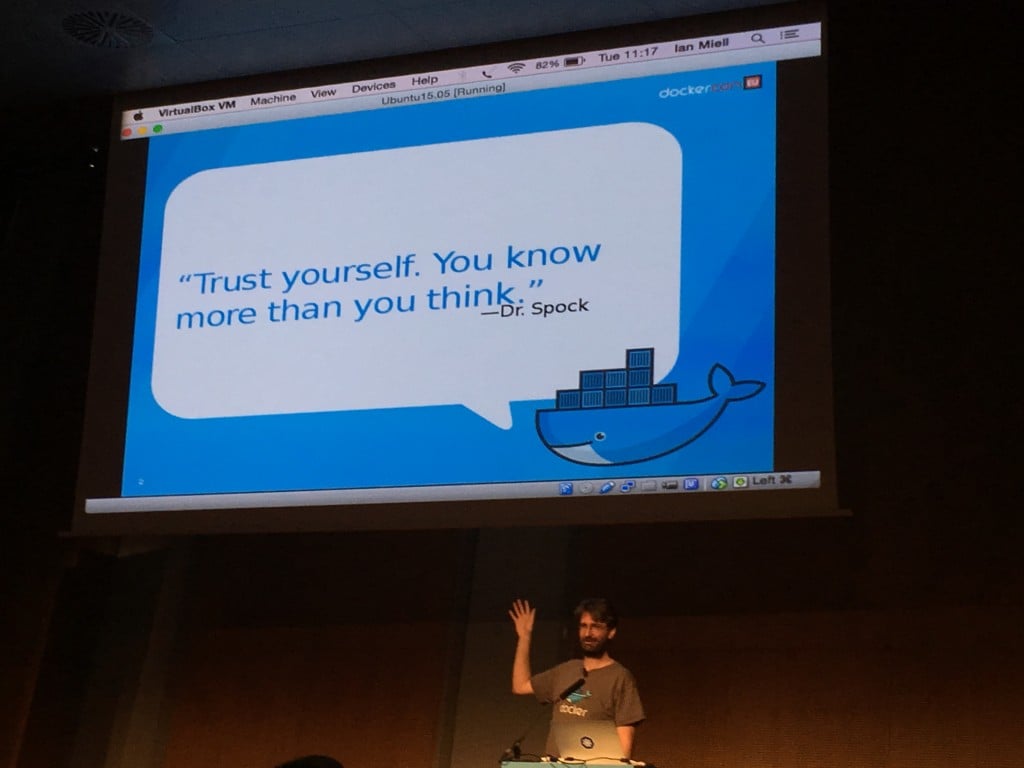 VirtualBox VM Machine View Devices Help 82% Tue 11:17 Ian Miell
Ubuntu15.05 [Running]
docker
“Trust yourself. You know
more than you think.”
—Dr. Spock
Left ⌘
docker